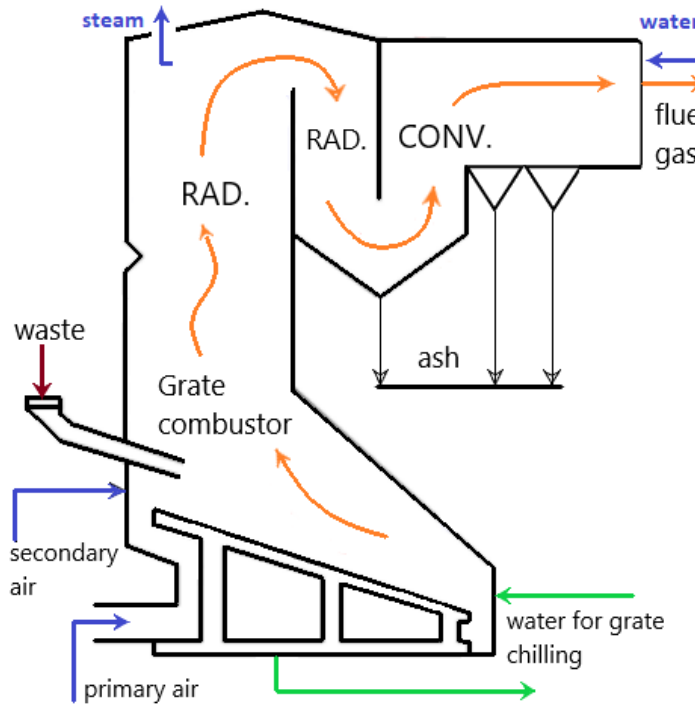 steam
water
flue
gas
RAD.
CONV.
RAD.
waste
ash
Grate
combustor
secondary
air
water for grate
chilling
primary air